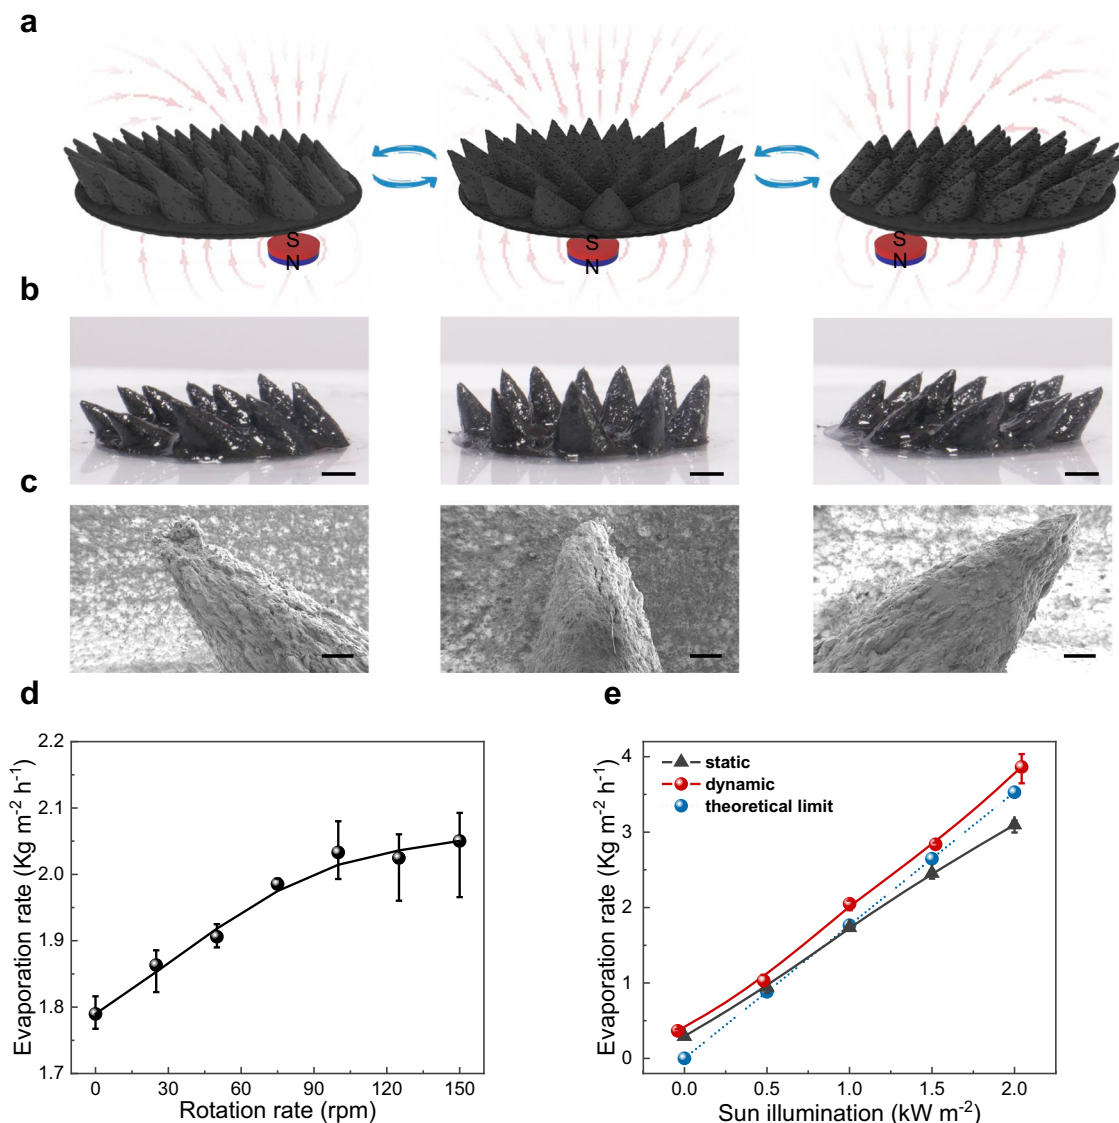 a
S
N
S
N
S
N
b
c
d
2.2
2.1
2.0
1.9
1.8
1.7
0
30
60
90
120
150
Evaporation rate (Kg m⁻² h⁻¹)
Rotation rate (rpm)
e
static
dynamic
theoretical limit
4
3
2
1
0
0.0
0.5
1.0
1.5
2.0
Evaporation rate (Kg m⁻² h⁻¹)
Sun illumination (kW m⁻²)